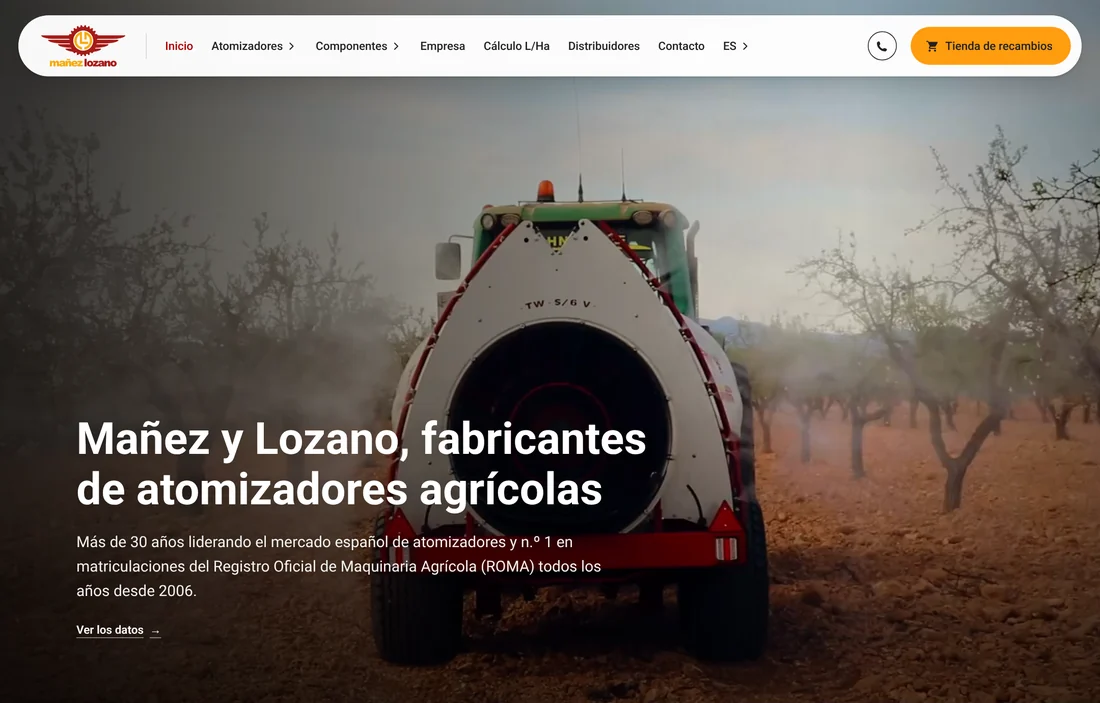 mañez lozano
Inicio
Atomizadores
Componentes
Empresa
Cálculo L/Ha
Distribuidores
Contacto
ES
Tienda de recambios
TW - S/6 V
Mañez y Lozano, fabricantes
de atomizadores agrícolas
Más de 30 años liderando el mercado español de atomizadores y n.º 1 en
matriculaciones del Registro Oficial de Maquinaria Agrícola (ROMA) todos los
años desde 2006.
Ver los datos →